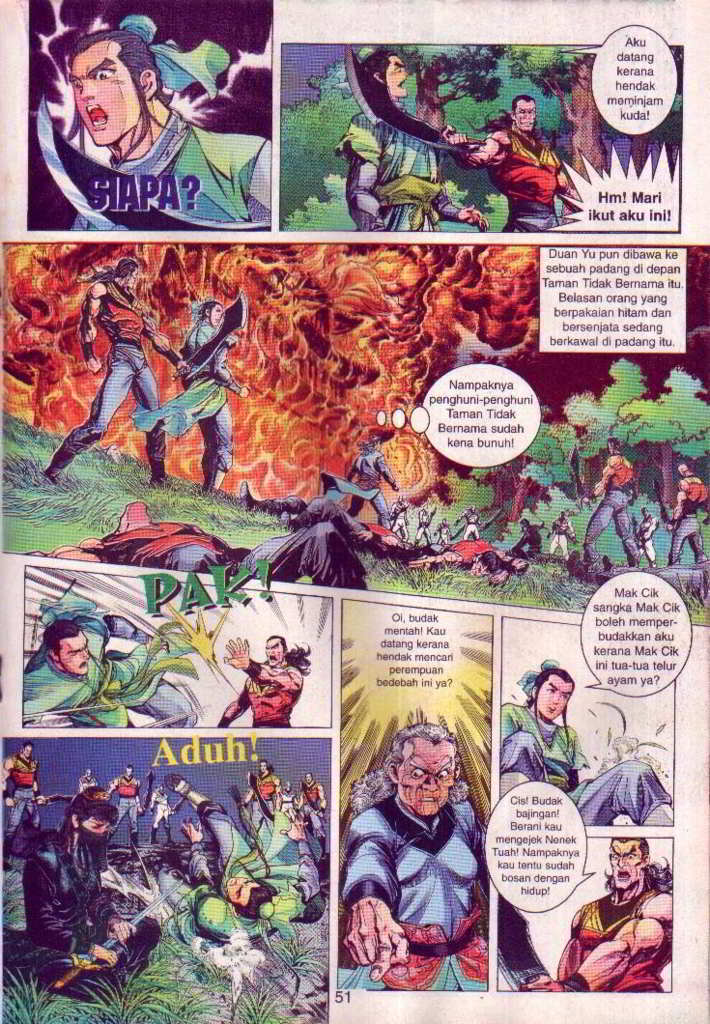 SIAPA?
Aku
datang
kerana
hendak
meminjam
kuda!
Hm! Mari
ikut aku ini!
Duan Yu pun dibawa ke
sebuah padang di depan
Taman Tidak Bernama itu.
Belasan orang yang
berpakaian hitam dan
bersenjata sedang
berkawal di padang itu.
Nampaknya
penghuni-penghuni
Taman Tidak
Bernama sudah
kena bunuh!
PAK!
Aduh!
Oi, budak
mentah! Kau
datang kerana
hendak mencari
perempuan
bedebah ini ya?
Mak Cik
sangka Mak Cik
boleh memper-
budakkan aku
kerana Mak Cik
ini tua-tua telur
ayam ya?
Cis! Budak
bajingan!
Berani kau
mengejek Nenek
Tuah! Nampaknya
kau tentu sudah
bosan dengan
hidup!
51